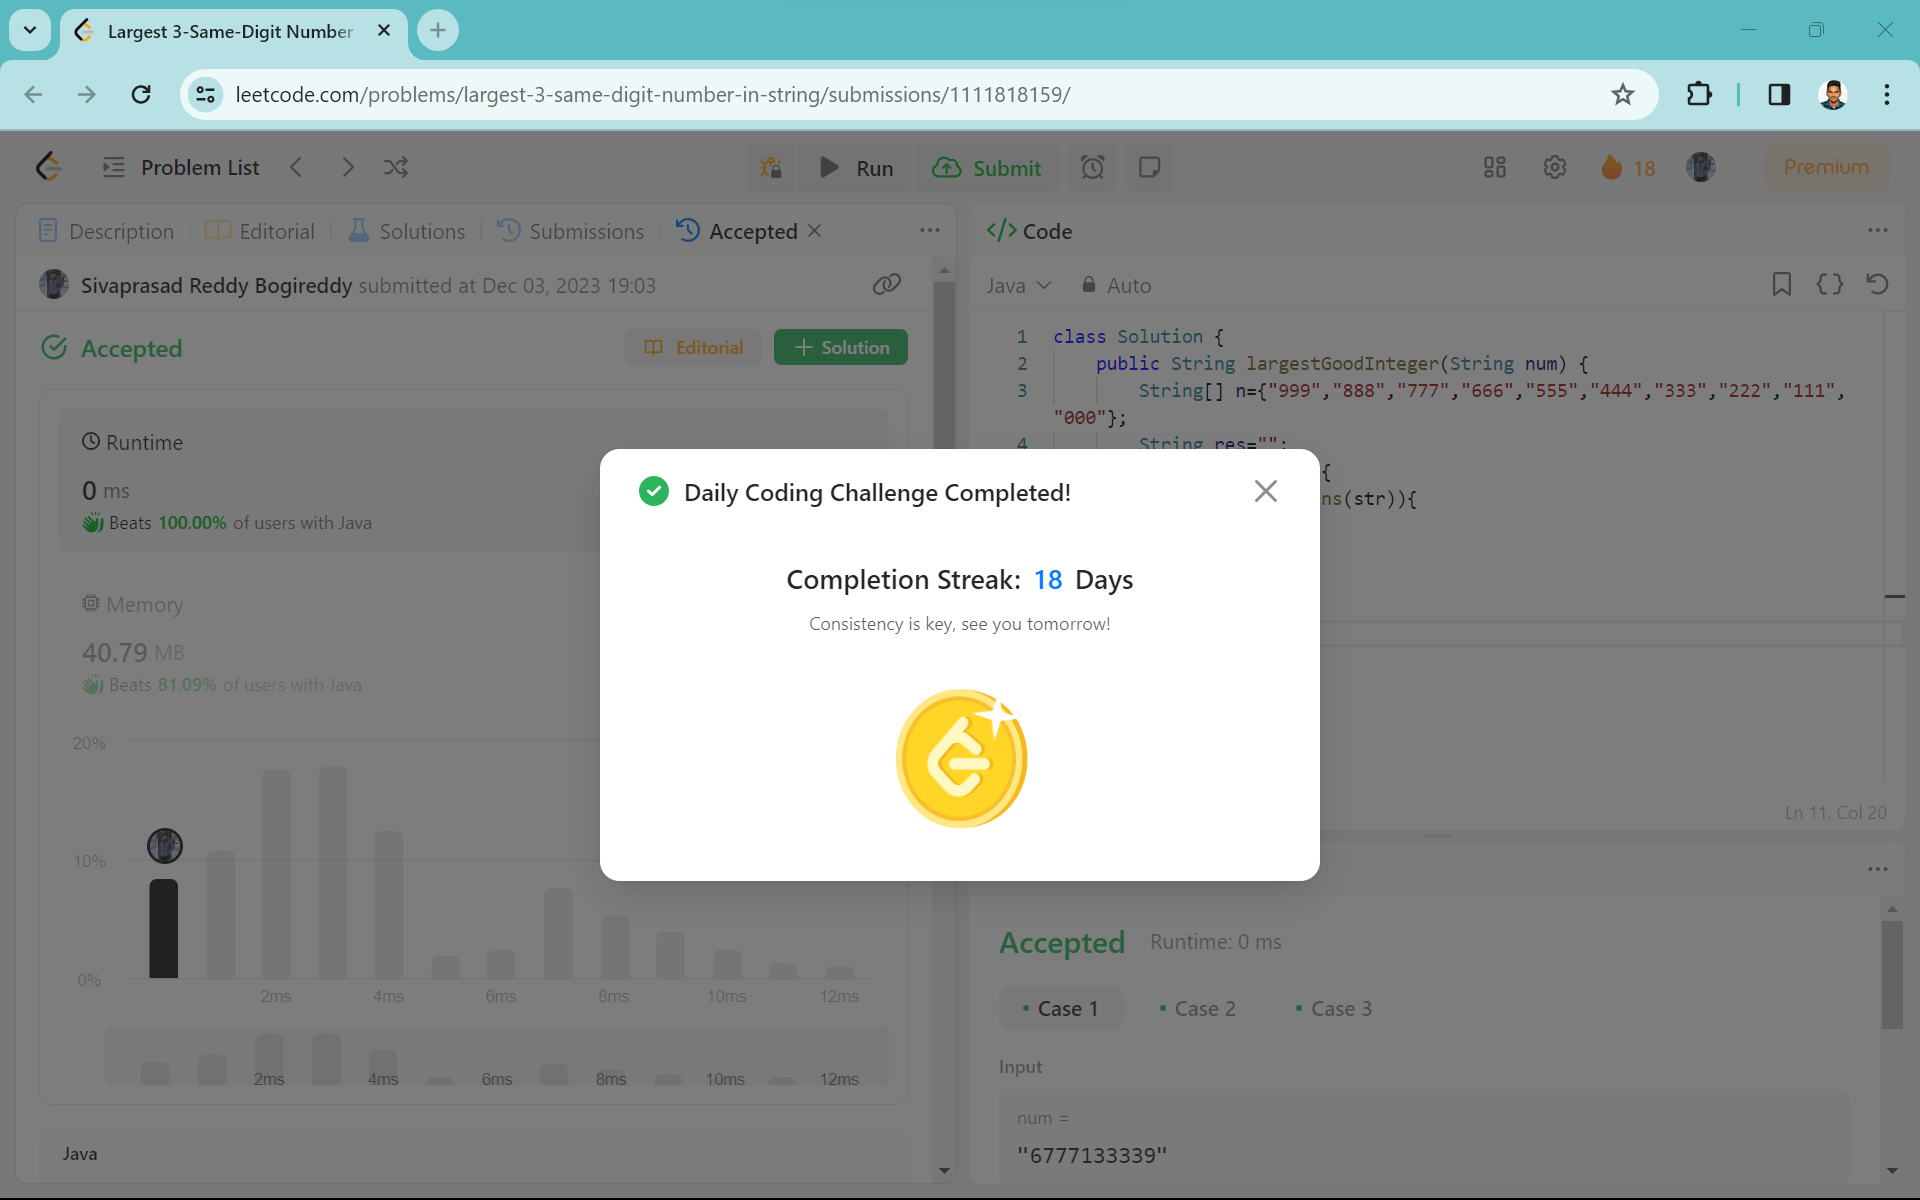 Largest 3-Same-Digit Number
leetcode.com/problems/largest-3-same-digit-number-in-string/submissions/1111818159/
Problem List
Run
Submit
18
Premium
Description
Editorial
Solutions
Submissions
Accepted
Sivaprasad Reddy Bogireddy submitted at Dec 03, 2023 19:03
Accepted
Editorial
Solution
Runtime
0 ms
Beats 100.00% of users with Java
Memory
40.79 MB
Beats 81.09% of users with Java
20%
10%
0%
2ms 4ms 6ms 8ms 10ms 12ms
2ms 4ms 6ms 8ms 10ms 12ms
Java
</> Code
Java
Auto
1 class Solution {
2 public String largestGoodInteger(String num) {
3 String[] n={"999","888","777","666","555","444","333","222","111",
"000"};
4 String res="";
{
ns(str)){
Ln 11, Col 20
Daily Coding Challenge Completed!
Completion Streak: 18 Days
Consistency is key, see you tomorrow!
Accepted Runtime: 0 ms
• Case 1 • Case 2 • Case 3
Input
num =
"6777133339"